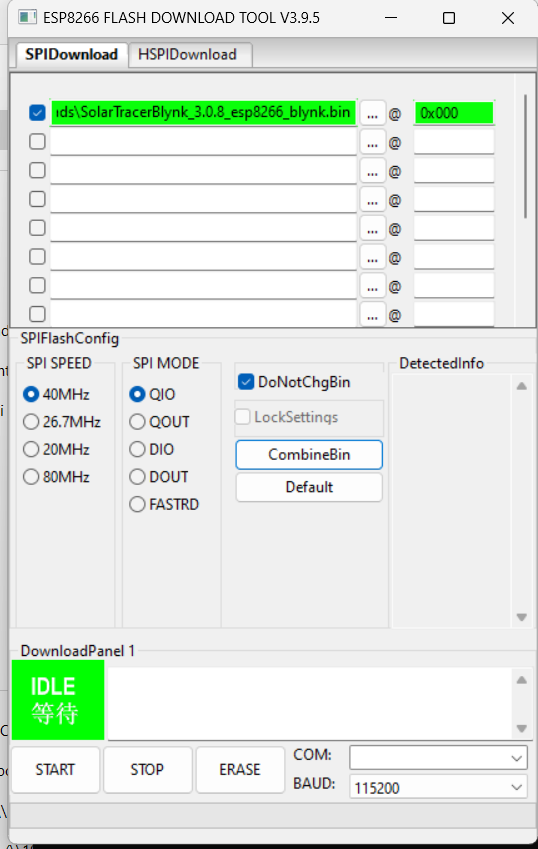 ESP8266 FLASH DOWNLOAD TOOL V3.9.5
SPIDownload
HSPIDownload
ds\SolarTracerBlynk_3.0.8_esp8266_blynk.bin
...
@
0x000
...
@
...
@
...
@
...
@
...
@
...
@
...
@
SPIFlashConfig
SPI SPEED
40MHz
26.7MHz
20MHz
80MHz
SPI MODE
QIO
QOUT
DIO
DOUT
FASTRD
DoNotChgBin
LockSettings
CombineBin
Default
DetectedInfo
DownloadPanel 1
IDLE
等待
START
STOP
ERASE
COM:
BAUD:
115200